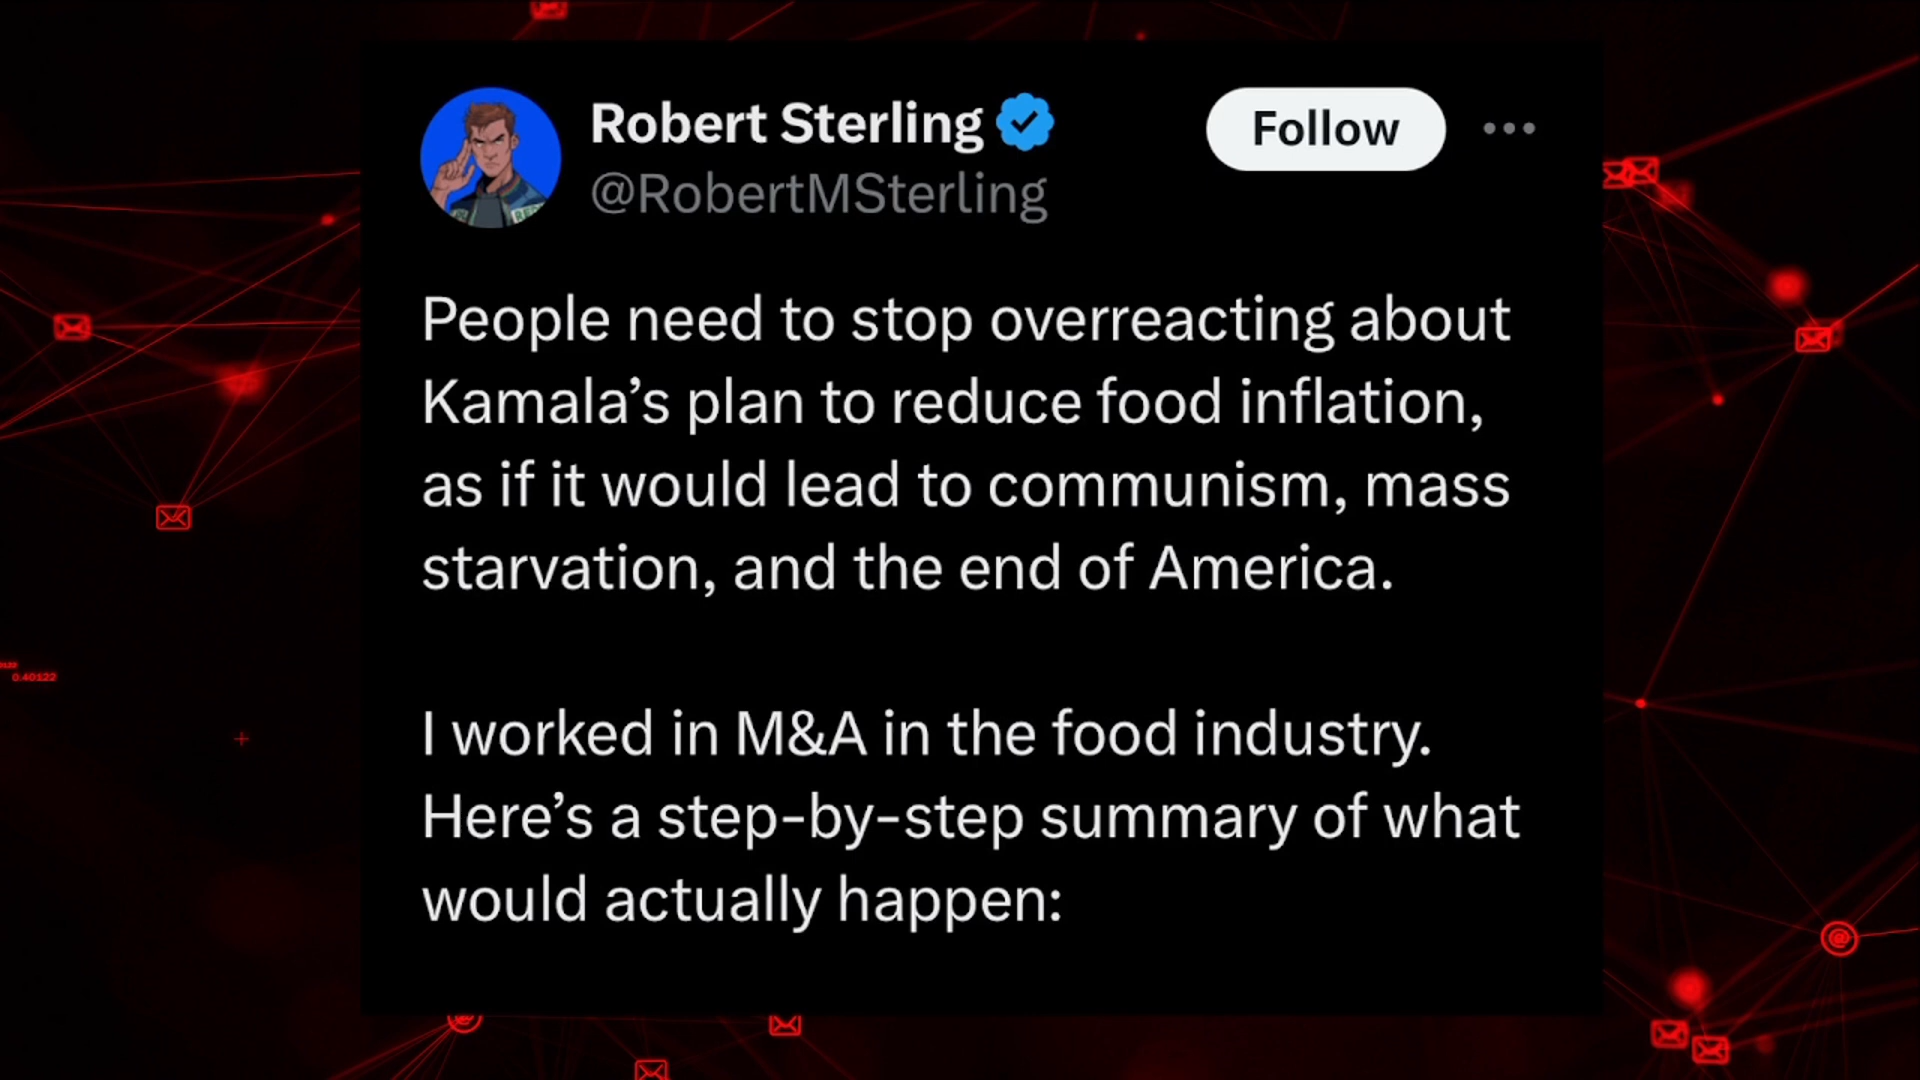 Robert Sterling
Follow
@RobertMSterling
People need to stop overreacting about
Kamala’s plan to reduce food inflation,
as if it would lead to communism, mass
starvation, and the end of America.
I worked in M&A in the food industry.
Here’s a step-by-step summary of what
would actually happen:
0.40122